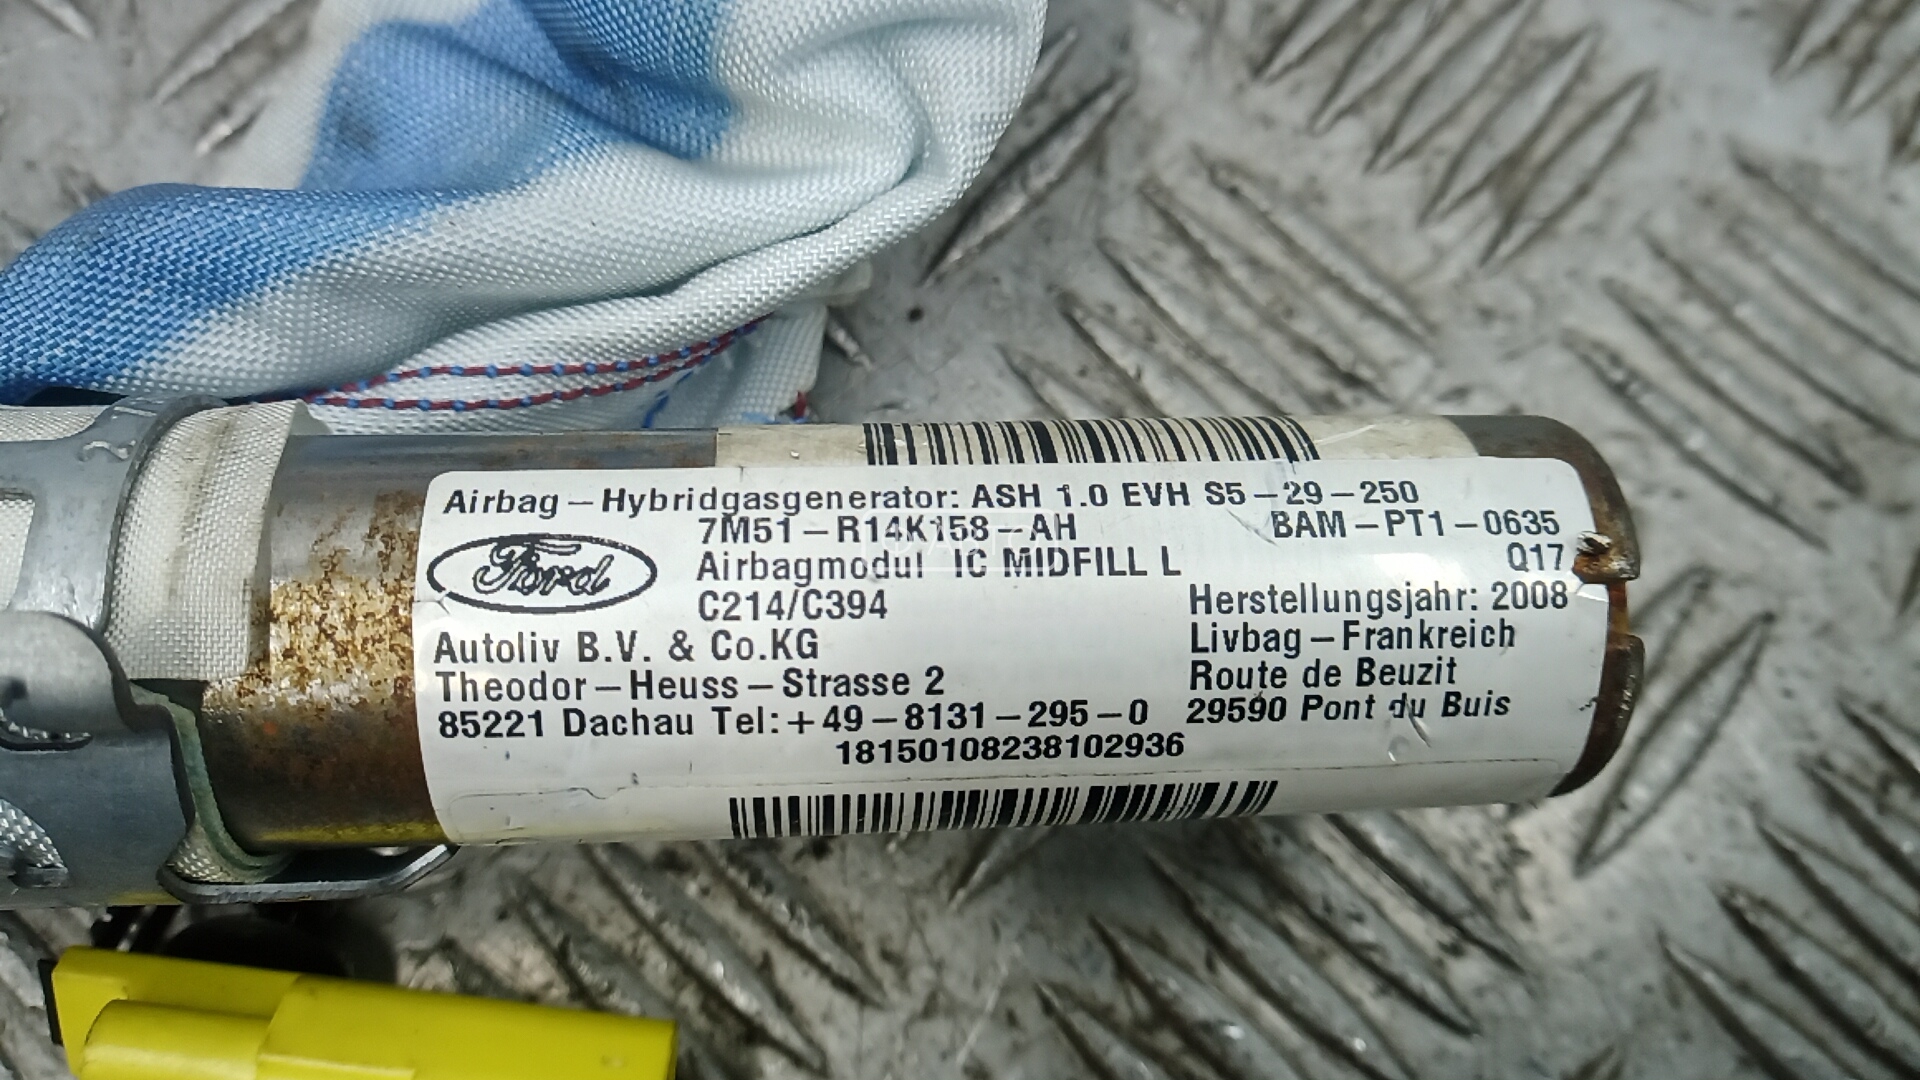 Airbag-Hybridgasgenerator: ASH 1.0 EVH S5-29-250
7M51-R14K158-AH BAM-PT1-0635
Ford Airbagmodul IC MIDFILL L Q17
C214/C394 Herstellungsjahr: 2008
Autoliv B.V. & Co.KG Livbag-Frankreich
Theodor-Heuss-Strasse 2 Route de Beuzit
85221 Dachau Tel:+49-8131-295-0 29590 Pont du Buis
18150108238102936